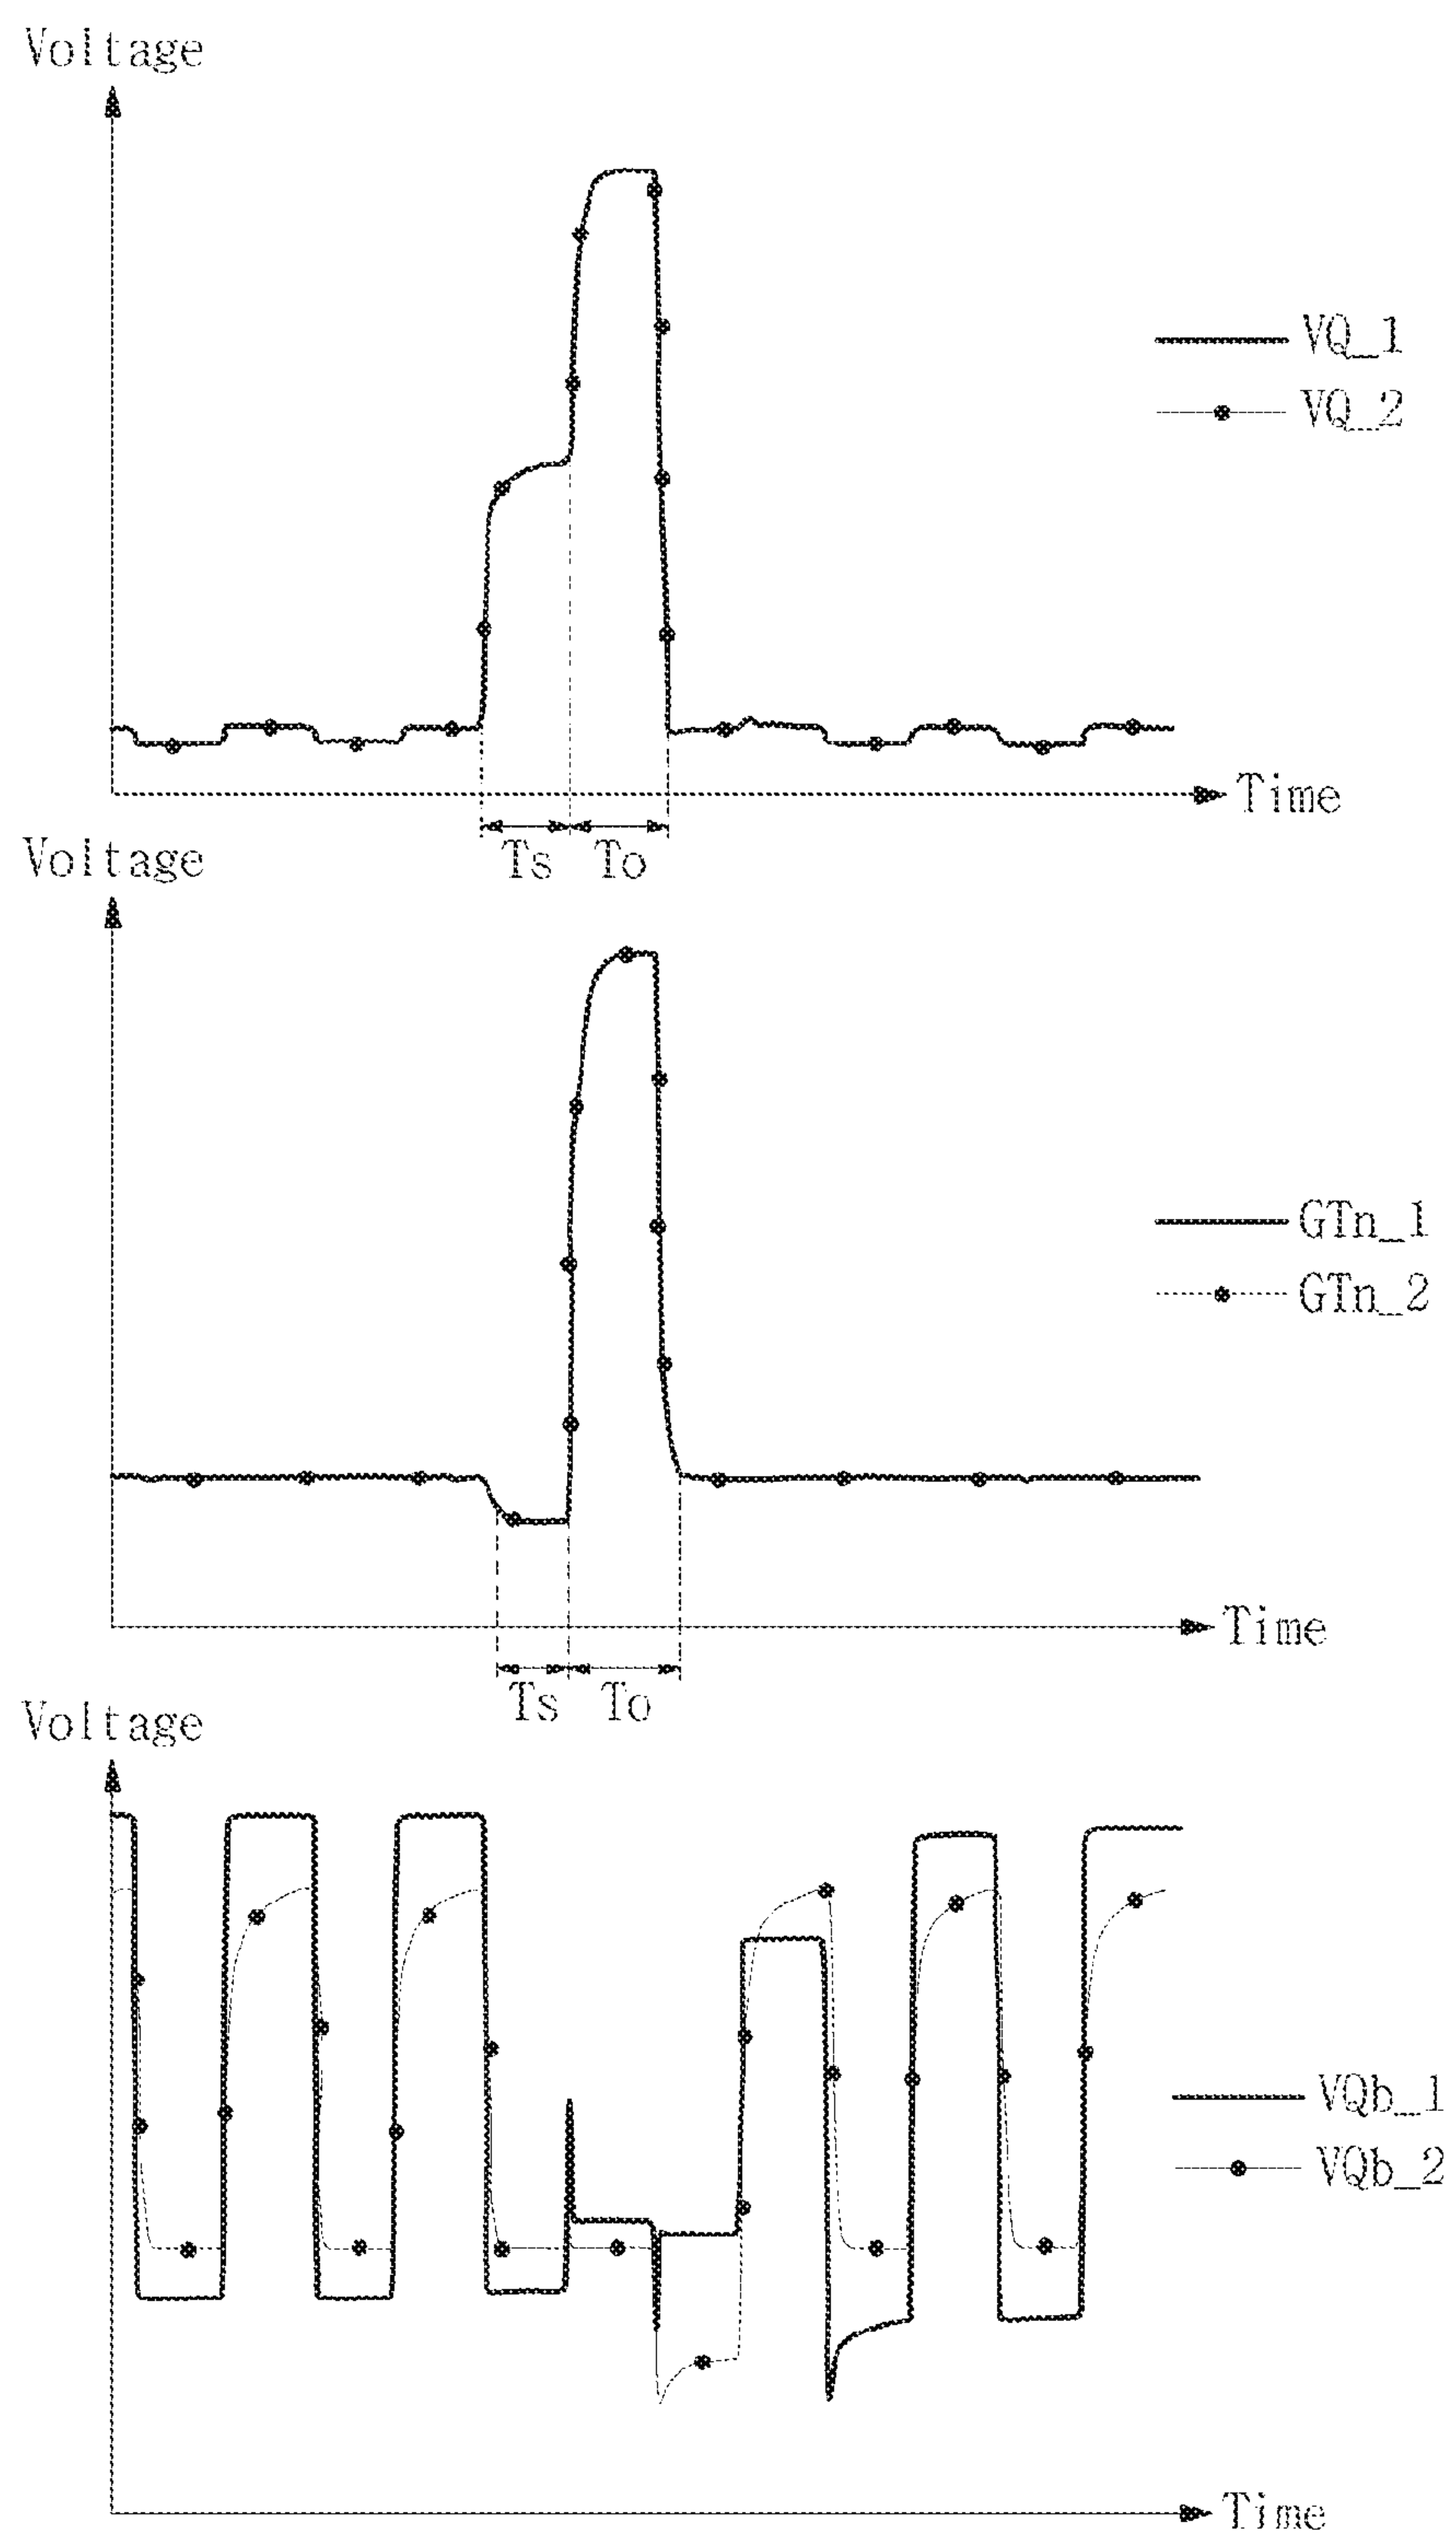 Voltage
VQ_1
VQ_2
Time
Ts To
Voltage
GTn_1
GTn_2
Time
Ts To
Voltage
VQb_1
VQb_2
Time